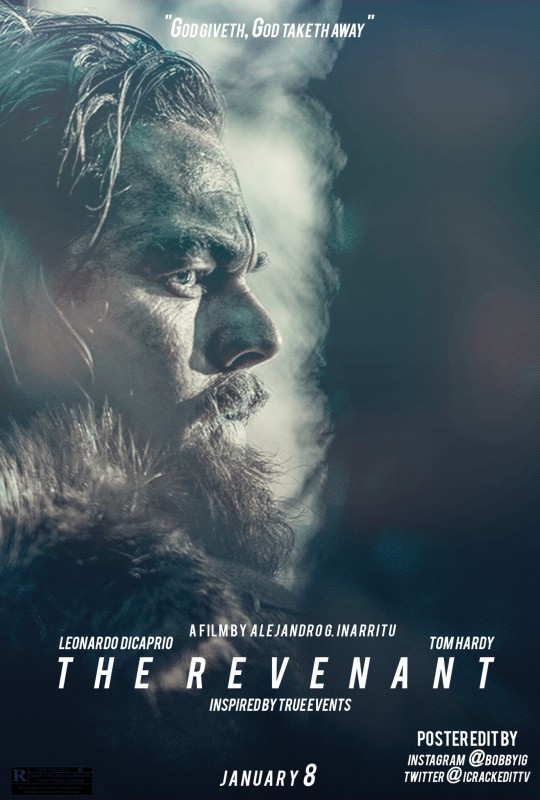 "GOD GIVETH, GOD TAKETH AWAY"
A FILM BY ALEJANDRO G. INARRITU
LEONARDO DICAPRIO
TOM HARDY
THE REVENANT
INSPIRED BY TRUE EVENTS
POSTER EDIT BY
INSTAGRAM @BOBBYIG
TWITTER @ICRACKEDITTV
JANUARY 8
R